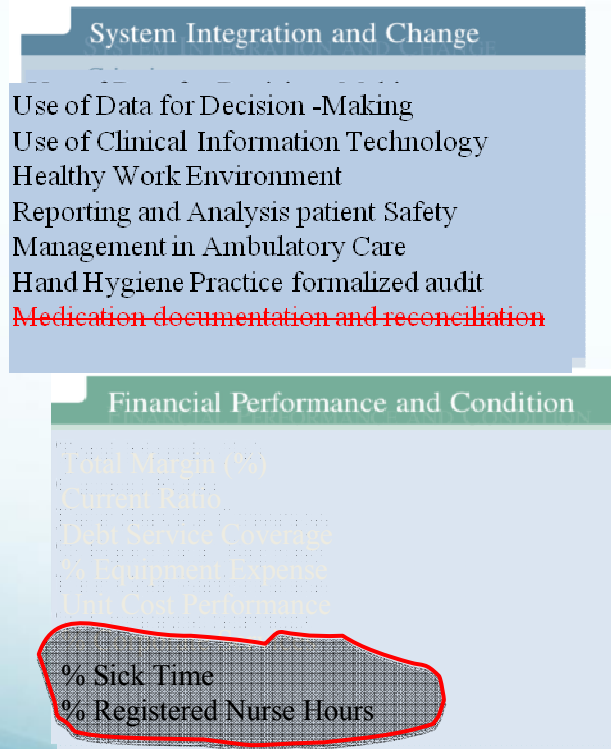 System Integration and Change
Use of Data for Decision -Making
Use of Clinical Information Technology
Healthy Work Environment
Reporting and Analysis patient Safety
Management in Ambulatory Care
Hand Hygiene Practice formalized audit
Medication documentation and reconciliation
Financial Performance and Condition
Total Margin (%)
Current Ratio
Debt Service Coverage
% Equipment Expense
Unit Cost Performance
% Sick Time
% Registered Nurse Hours